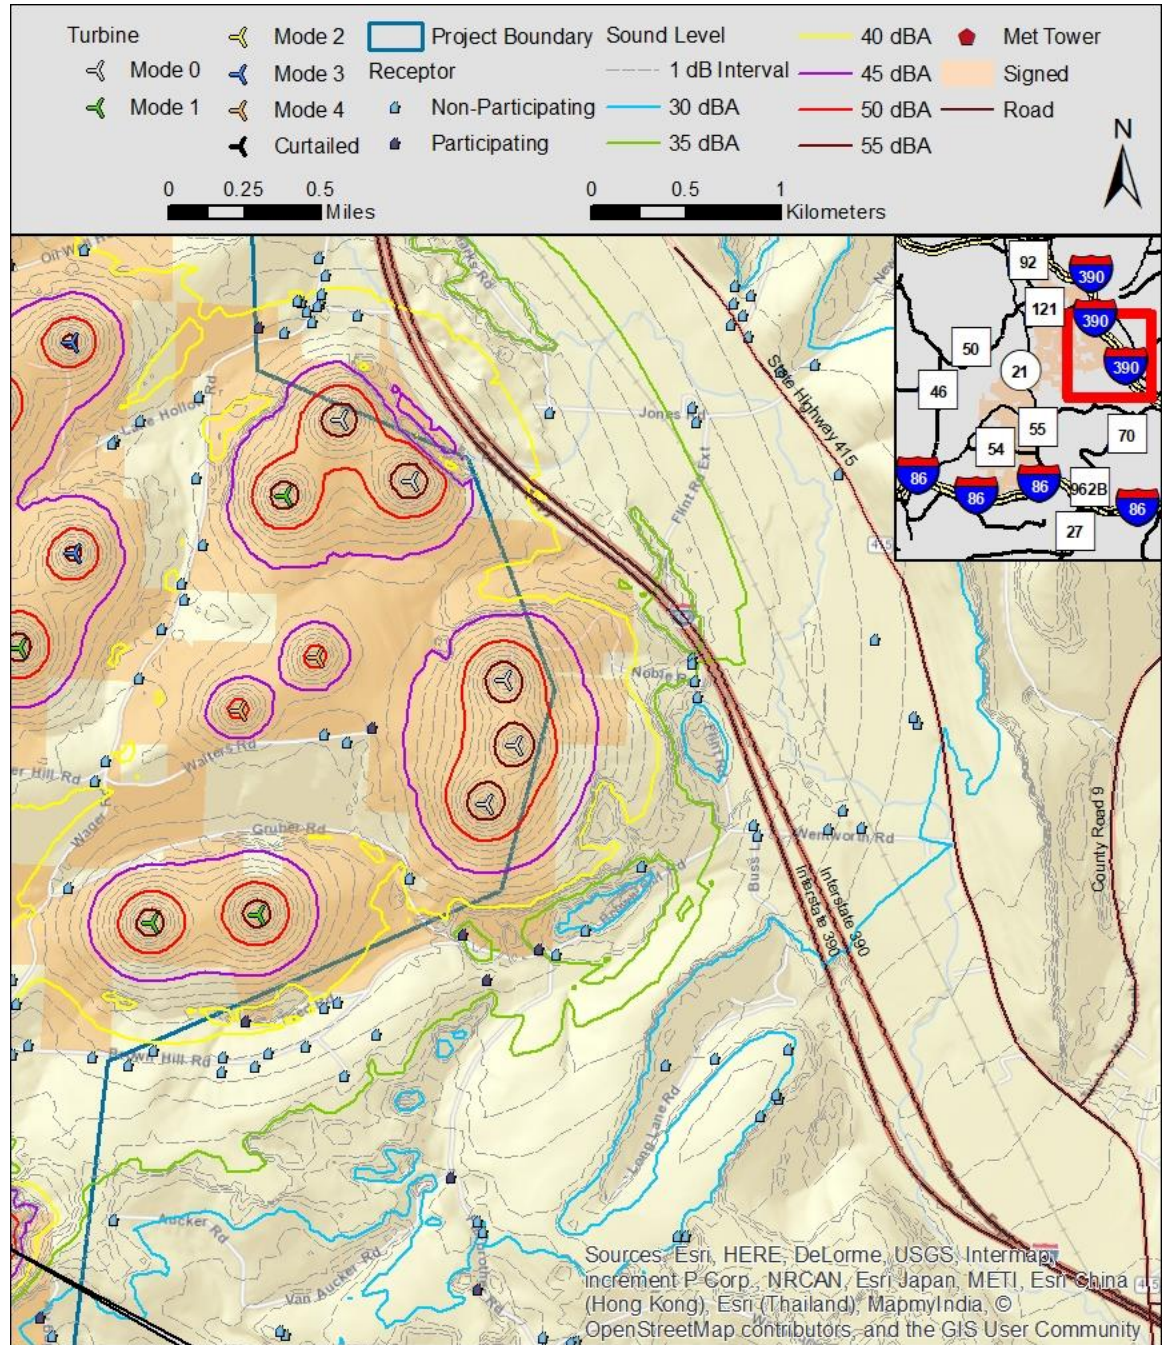 Turbine
Mode 0
Mode 1
Mode 2
Mode 3
Mode 4
Curtailed
Project Boundary
Receptor
Non-Participating
Participating
Sound Level
1 dB Interval
30 dBA
35 dBA
40 dBA
45 dBA
50 dBA
55 dBA
Met Tower
Signed
Road
N
0 0.25 0.5
Miles
0 0.5 1
Kilometers
92
390
121
390
50
390
21
46
55
70
54
86
86
86
962B
86
27
Jones Rd
State Highway 415
Flint Rd Ext
Noble Rd
Flint Rd
Walters Rd
Gruber Rd
Wentworth Rd
County Road 9
Interstate 390
Interstate 390
Brown Hill Rd
Long Lane Rd
Aucker Rd
Van Aucker Rd
Sources: Esri, HERE, DeLorme, USGS, Intermap,
increment P Corp., NRCAN, Esri Japan, METI, Esri China
(Hong Kong), Esri (Thailand), MapmyIndia, ©
OpenStreetMap contributors, and the GIS User Community